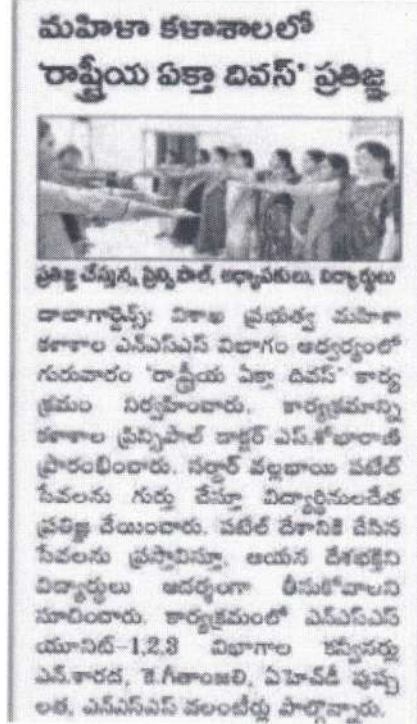 మహిళా కళాశాలలో
‘రాష్ట్రీయ ఏక్తా దివస్’ ప్రతిజ్ఞ
ప్రతిజ్ఞ చేస్తున్న ప్రిన్సిపాల్, అధ్యాపకులు, విద్యార్థులు
డాబాగార్డెన్స్: విశాఖ ప్రభుత్వ మహిళా
కళాశాల ఎన్ఎస్ఎస్ విభాగం ఆధ్వర్యంలో
గురువారం ‘రాష్ట్రీయ ఏక్తా దివస్’ కార్య
క్రమం నిర్వహించారు. కార్యక్రమాన్ని
కళాశాల ప్రిన్సిపాల్ డాక్టర్ ఎస్.శోభారాణి
ప్రారంభించారు. సర్దార్ వల్లభాయి పటేల్
సేవలను గుర్తు చేస్తూ విద్యార్థినులచేత
ప్రతిజ్ఞ చేయించారు. పటేల్ దేశానికి చేసిన
సేవలను ప్రస్తావిస్తూ, ఆయన దేశభక్తిని
విద్యార్థులు ఆదర్శంగా తీసుకోవాలని
సూచించారు. కార్యక్రమంలో ఎన్ఎస్ఎస్
యూనిట్–1,2,3 విభాగాల కన్వీనర్లు
ఎన్.శారద, కె.గీతాంజలి, ఏహెచ్‌డీ పుష్ప
లత, ఎన్ఎస్ఎస్ వలంటీర్లు పాల్గొన్నారు.